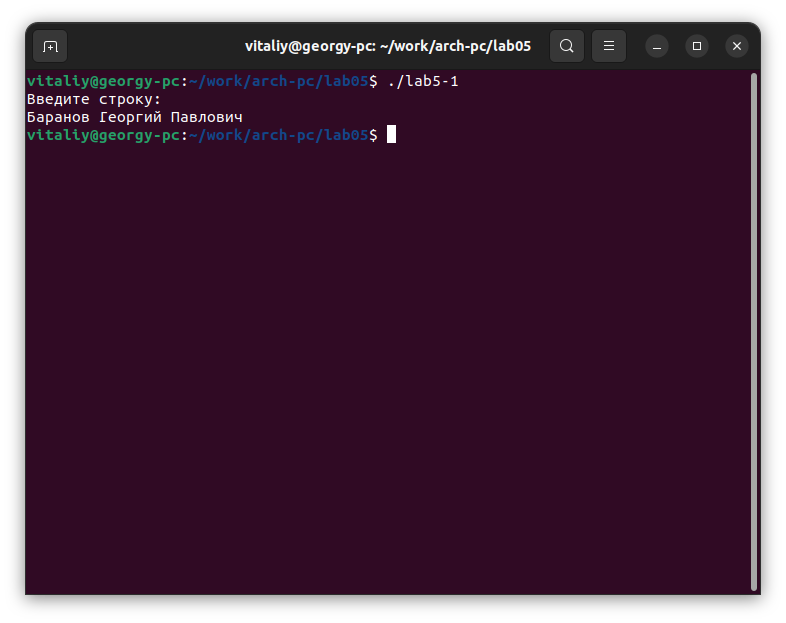 vitaliy@georgy-pc: ~/work/arch-pc/lab05
vitaliy@georgy-pc:~/work/arch-pc/lab05$ ./lab5-1
Введите строку:
Баранов Георгий Павлович
vitaliy@georgy-pc:~/work/arch-pc/lab05$